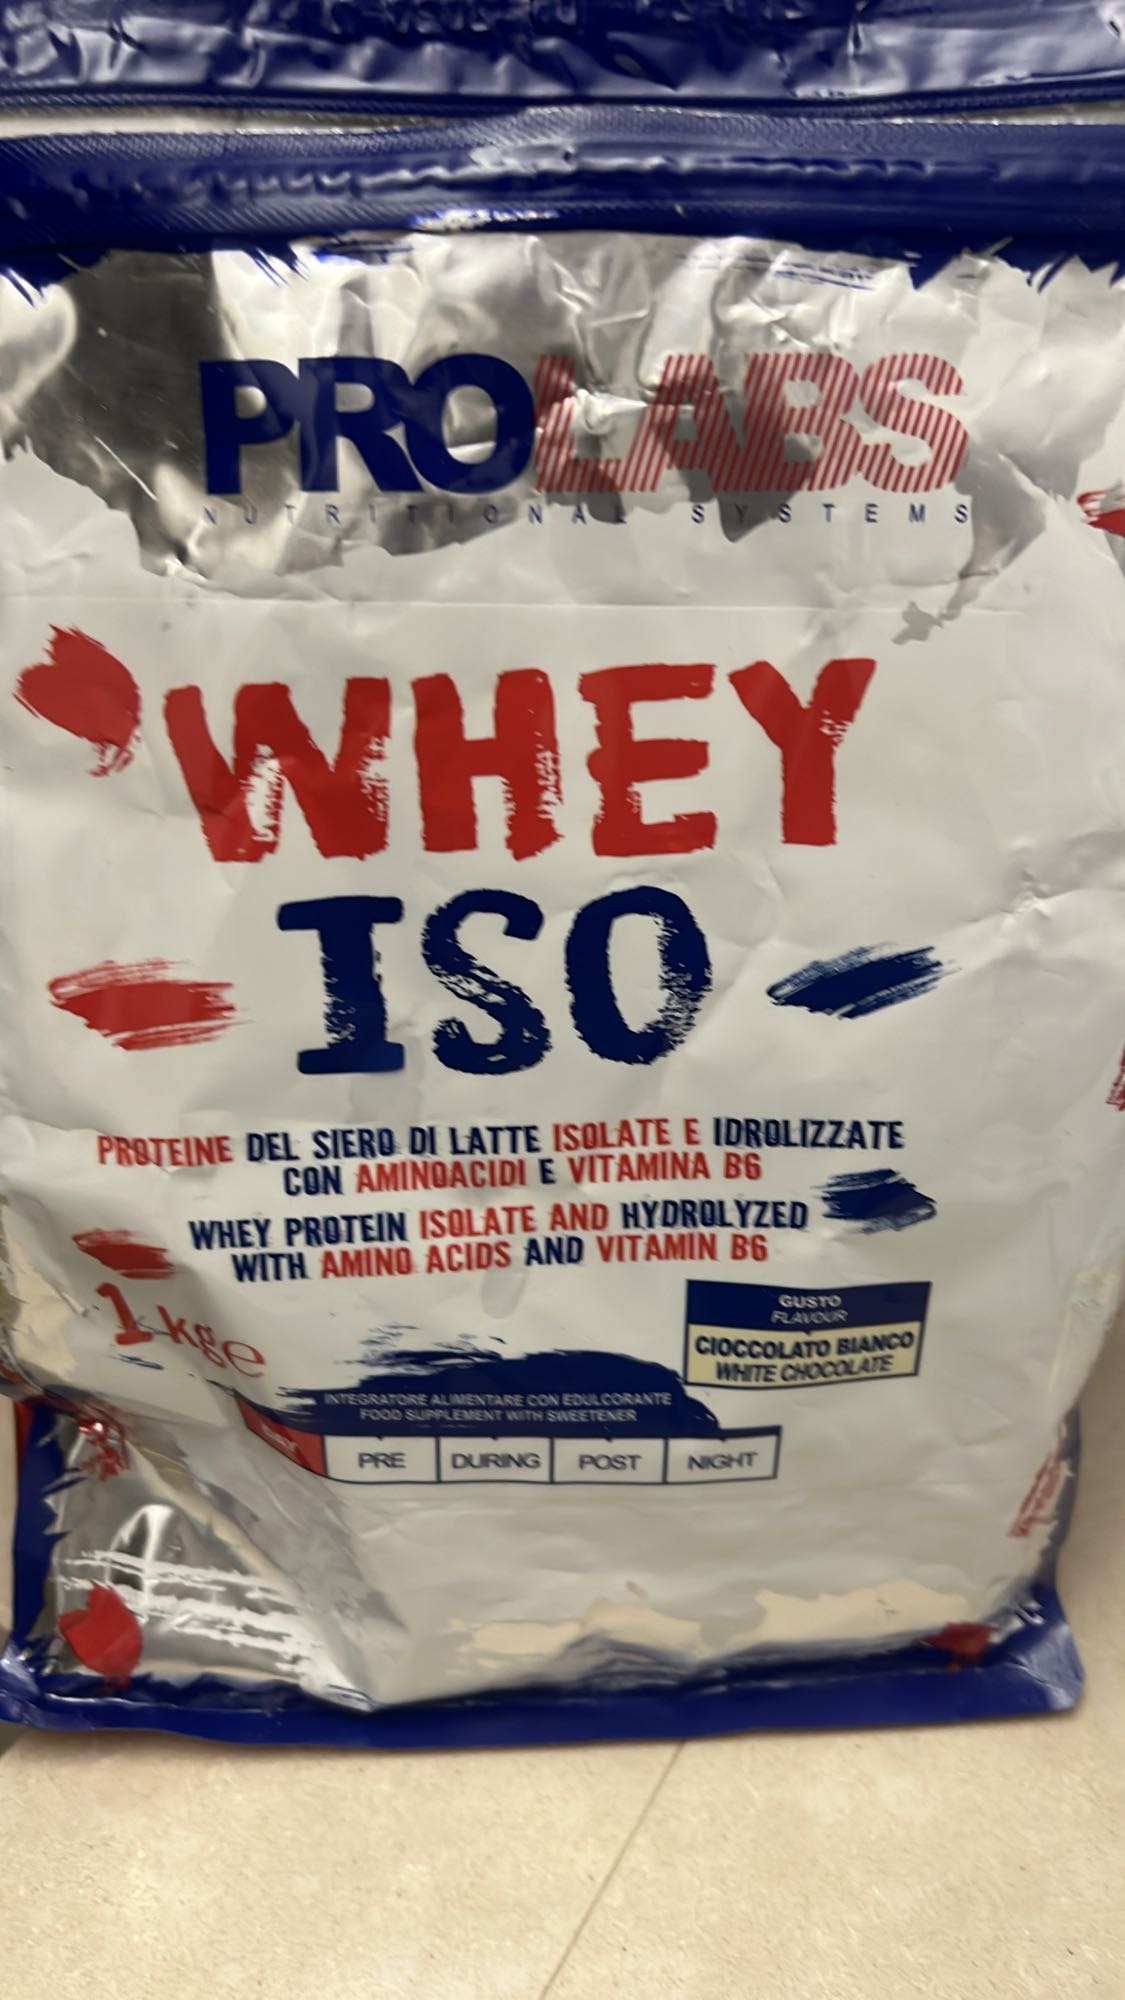 PROLABS
NUTRITIONAL SYSTEMS
WHEY
ISO
PROTEINE DEL SIERO DI LATTE ISOLATE E IDROLIZZATE
CON AMINOACIDI E VITAMINA B6
WHEY PROTEIN ISOLATE AND HYDROLYZED
WITH AMINO ACIDS AND VITAMIN B6
1 kg e
GUSTO
FLAVOUR
CIOCCOLATO BIANCO
WHITE CHOCOLATE
INTEGRATORE ALIMENTARE CON EDULCORANTE
FOOD SUPPLEMENT WITH SWEETENER
DAY PRE DURING POST NIGHT